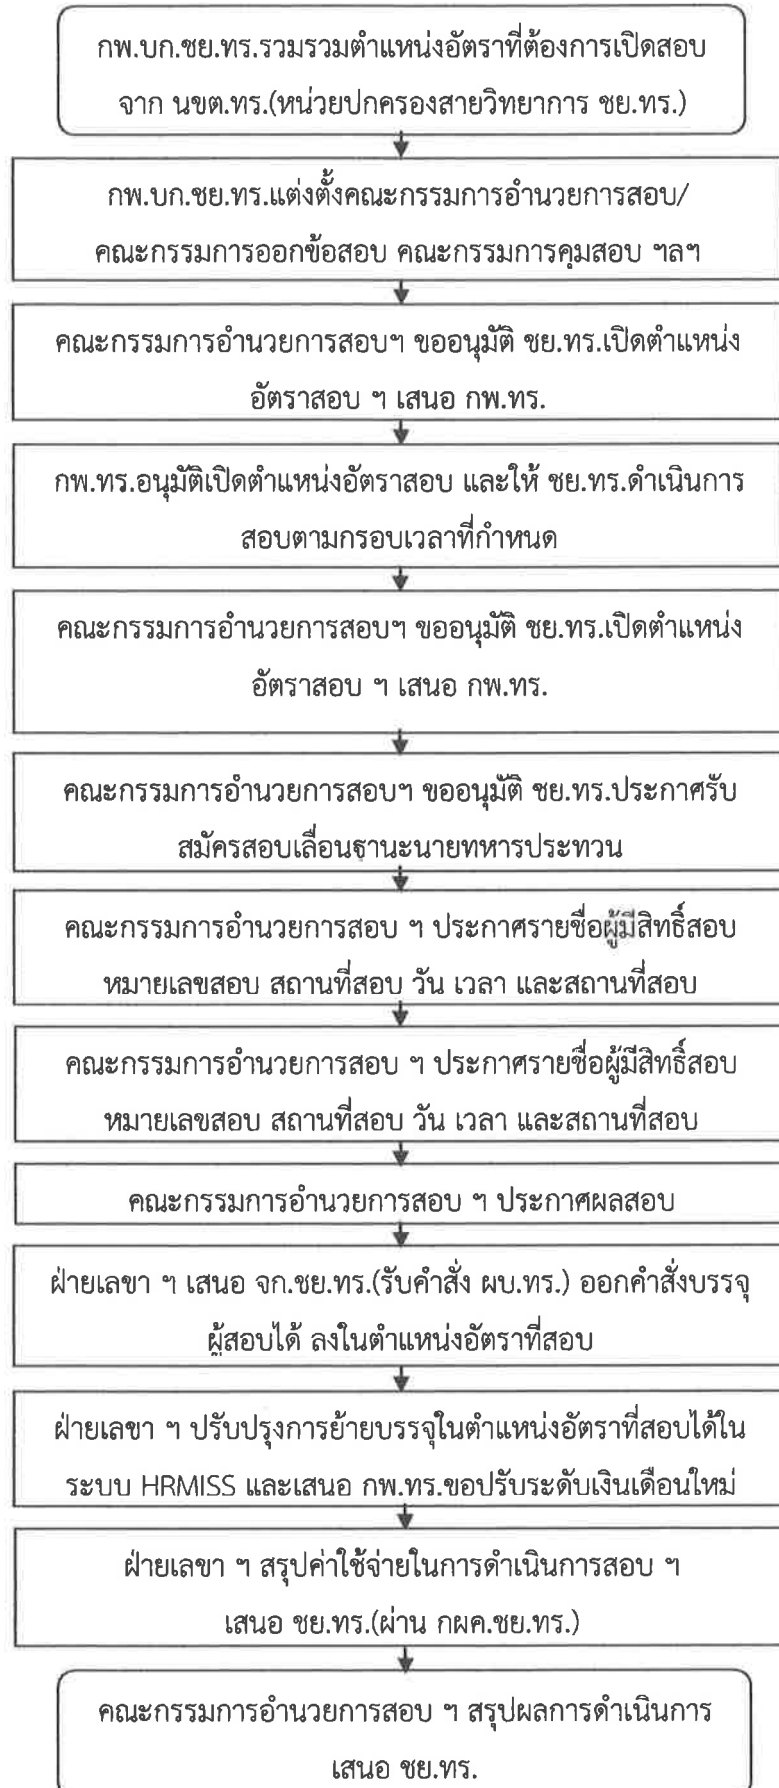 กพ.บก.ชย.ทร.รวมรวมตำแหน่งอัตราที่ต้องการเปิดสอบ
จาก นขต.ทร.(หน่วยปกครองสายวิทยาการ ชย.ทร.)
กพ.บก.ชย.ทร.แต่งตั้งคณะกรรมการอำนวยการสอบ/
คณะกรรมการออกข้อสอบ คณะกรรมการคุมสอบ ฯลฯ
คณะกรรมการอำนวยการสอบฯ ขออนุมัติ ชย.ทร.เปิดตำแหน่ง
อัตราสอบ ฯ เสนอ กพ.ทร.
กพ.ทร.อนุมัติเปิดตำแหน่งอัตราสอบ และให้ ชย.ทร.ดำเนินการ
สอบตามกรอบเวลาที่กำหนด
คณะกรรมการอำนวยการสอบฯ ขออนุมัติ ชย.ทร.เปิดตำแหน่ง
อัตราสอบ ฯ เสนอ กพ.ทร.
คณะกรรมการอำนวยการสอบฯ ขออนุมัติ ชย.ทร.ประกาศรับ
สมัครสอบเลื่อนฐานะนายทหารประทวน
คณะกรรมการอำนวยการสอบ ฯ ประกาศรายชื่อผู้มีสิทธิ์สอบ
หมายเลขสอบ สถานที่สอบ วัน เวลา และสถานที่สอบ
คณะกรรมการอำนวยการสอบ ฯ ประกาศรายชื่อผู้มีสิทธิ์สอบ
หมายเลขสอบ สถานที่สอบ วัน เวลา และสถานที่สอบ
คณะกรรมการอำนวยการสอบ ฯ ประกาศผลสอบ
ฝ่ายเลขา ฯ เสนอ จก.ชย.ทร.(รับคำสั่ง ผบ.ทร.) ออกคำสั่งบรรจุ
ผู้สอบได้ ลงในตำแหน่งอัตราที่สอบ
ฝ่ายเลขา ฯ ปรับปรุงการย้ายบรรจุในตำแหน่งอัตราที่สอบได้ใน
ระบบ HRMISS และเสนอ กพ.ทร.ขอปรับระดับเงินเดือนใหม่
ฝ่ายเลขา ฯ สรุปค่าใช้จ่ายในการดำเนินการสอบ ฯ
เสนอ ชย.ทร.(ผ่าน กผค.ชย.ทร.)
คณะกรรมการอำนวยการสอบ ฯ สรุปผลการดำเนินการ
เสนอ ชย.ทร.